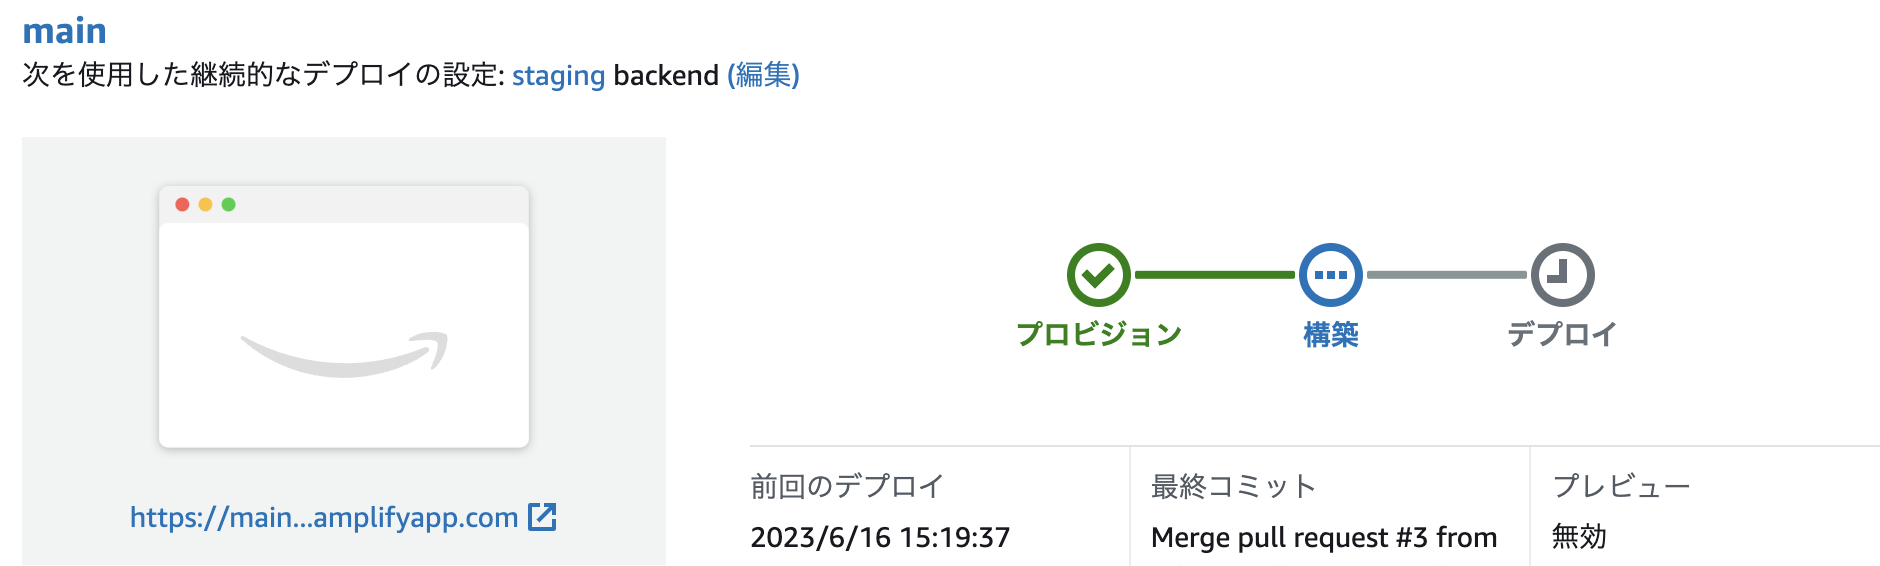 main
次を使用した継続的なデプロイの設定: staging backend (編集)
プロビジョン
構築
デプロイ
https://main...amplifyapp.com
前回のデプロイ
2023/6/16 15:19:37
最終コミット
Merge pull request #3 from
プレビュー
無効